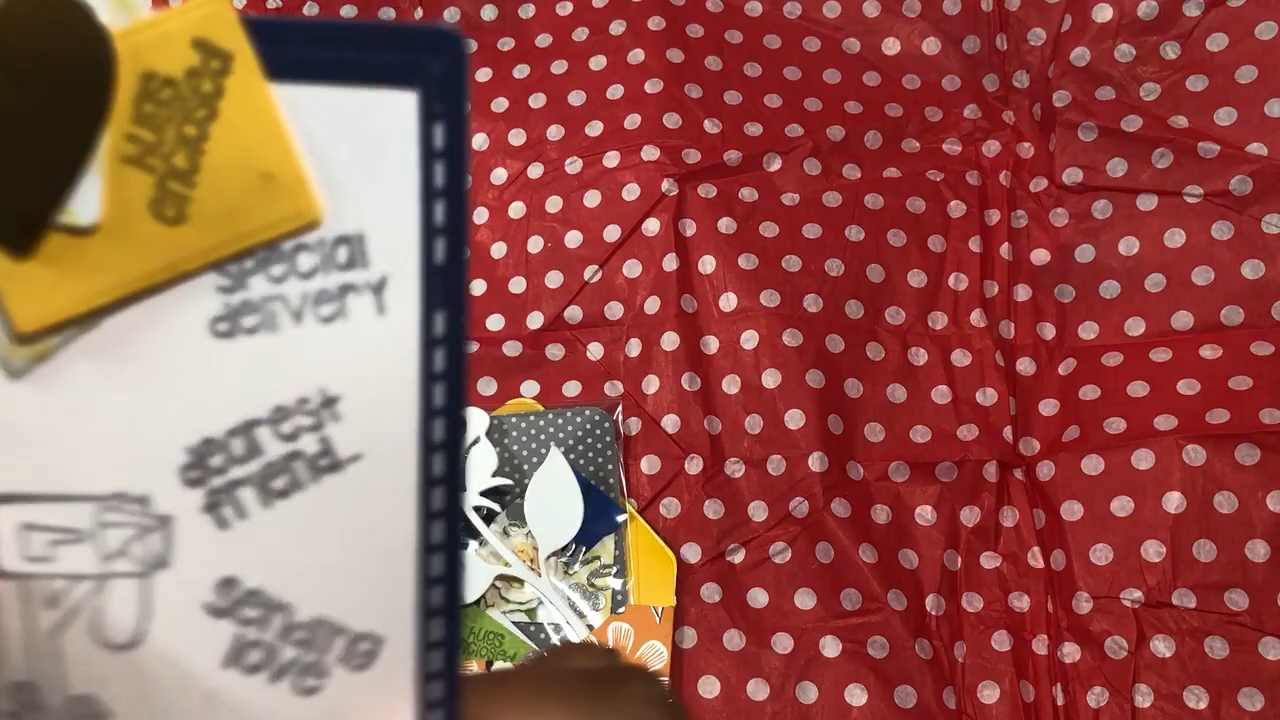 hugs
enclosed
special
delivery
dearest
friend
sending
love
hugs
enclosed